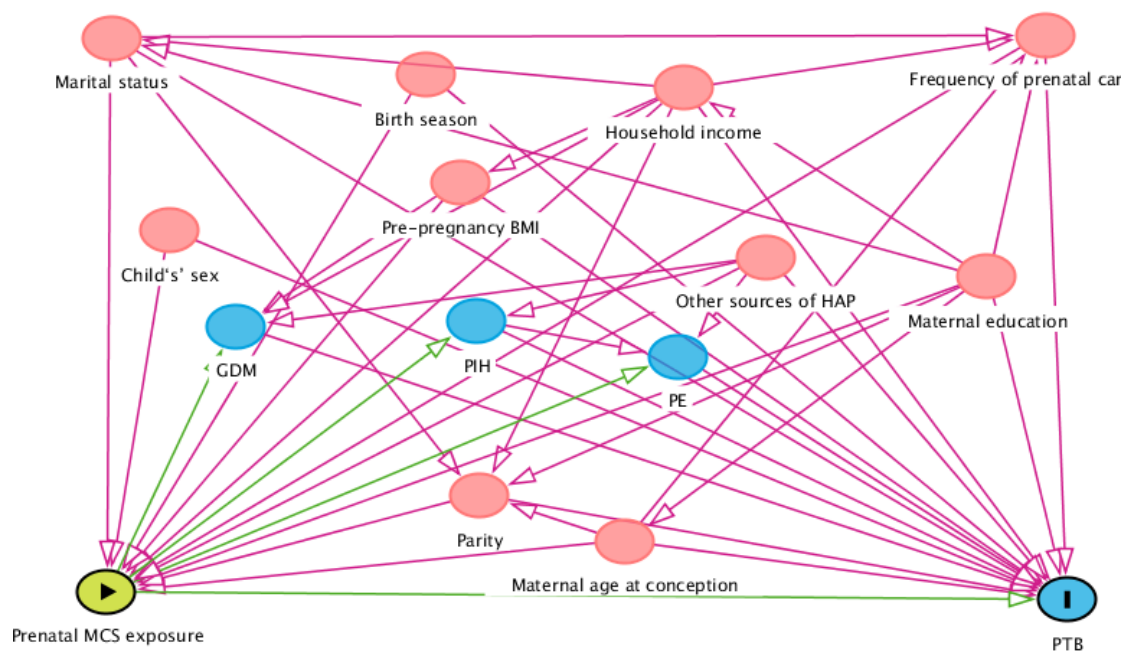 Marital status
Frequency of prenatal car
Birth season
Household income
Pre-pregnancy BMI
Child‘s’ sex
Other sources of HAP
Maternal education
GDM
PIH
PE
Parity
Maternal age at conception
Prenatal MCS exposure
PTB